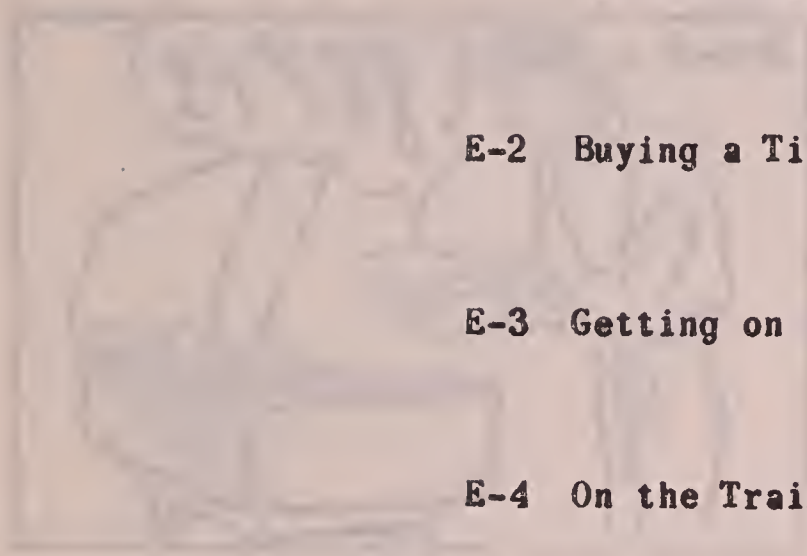 E-2 Buying a Ti
E-3 Getting on
E-4 On the Trai